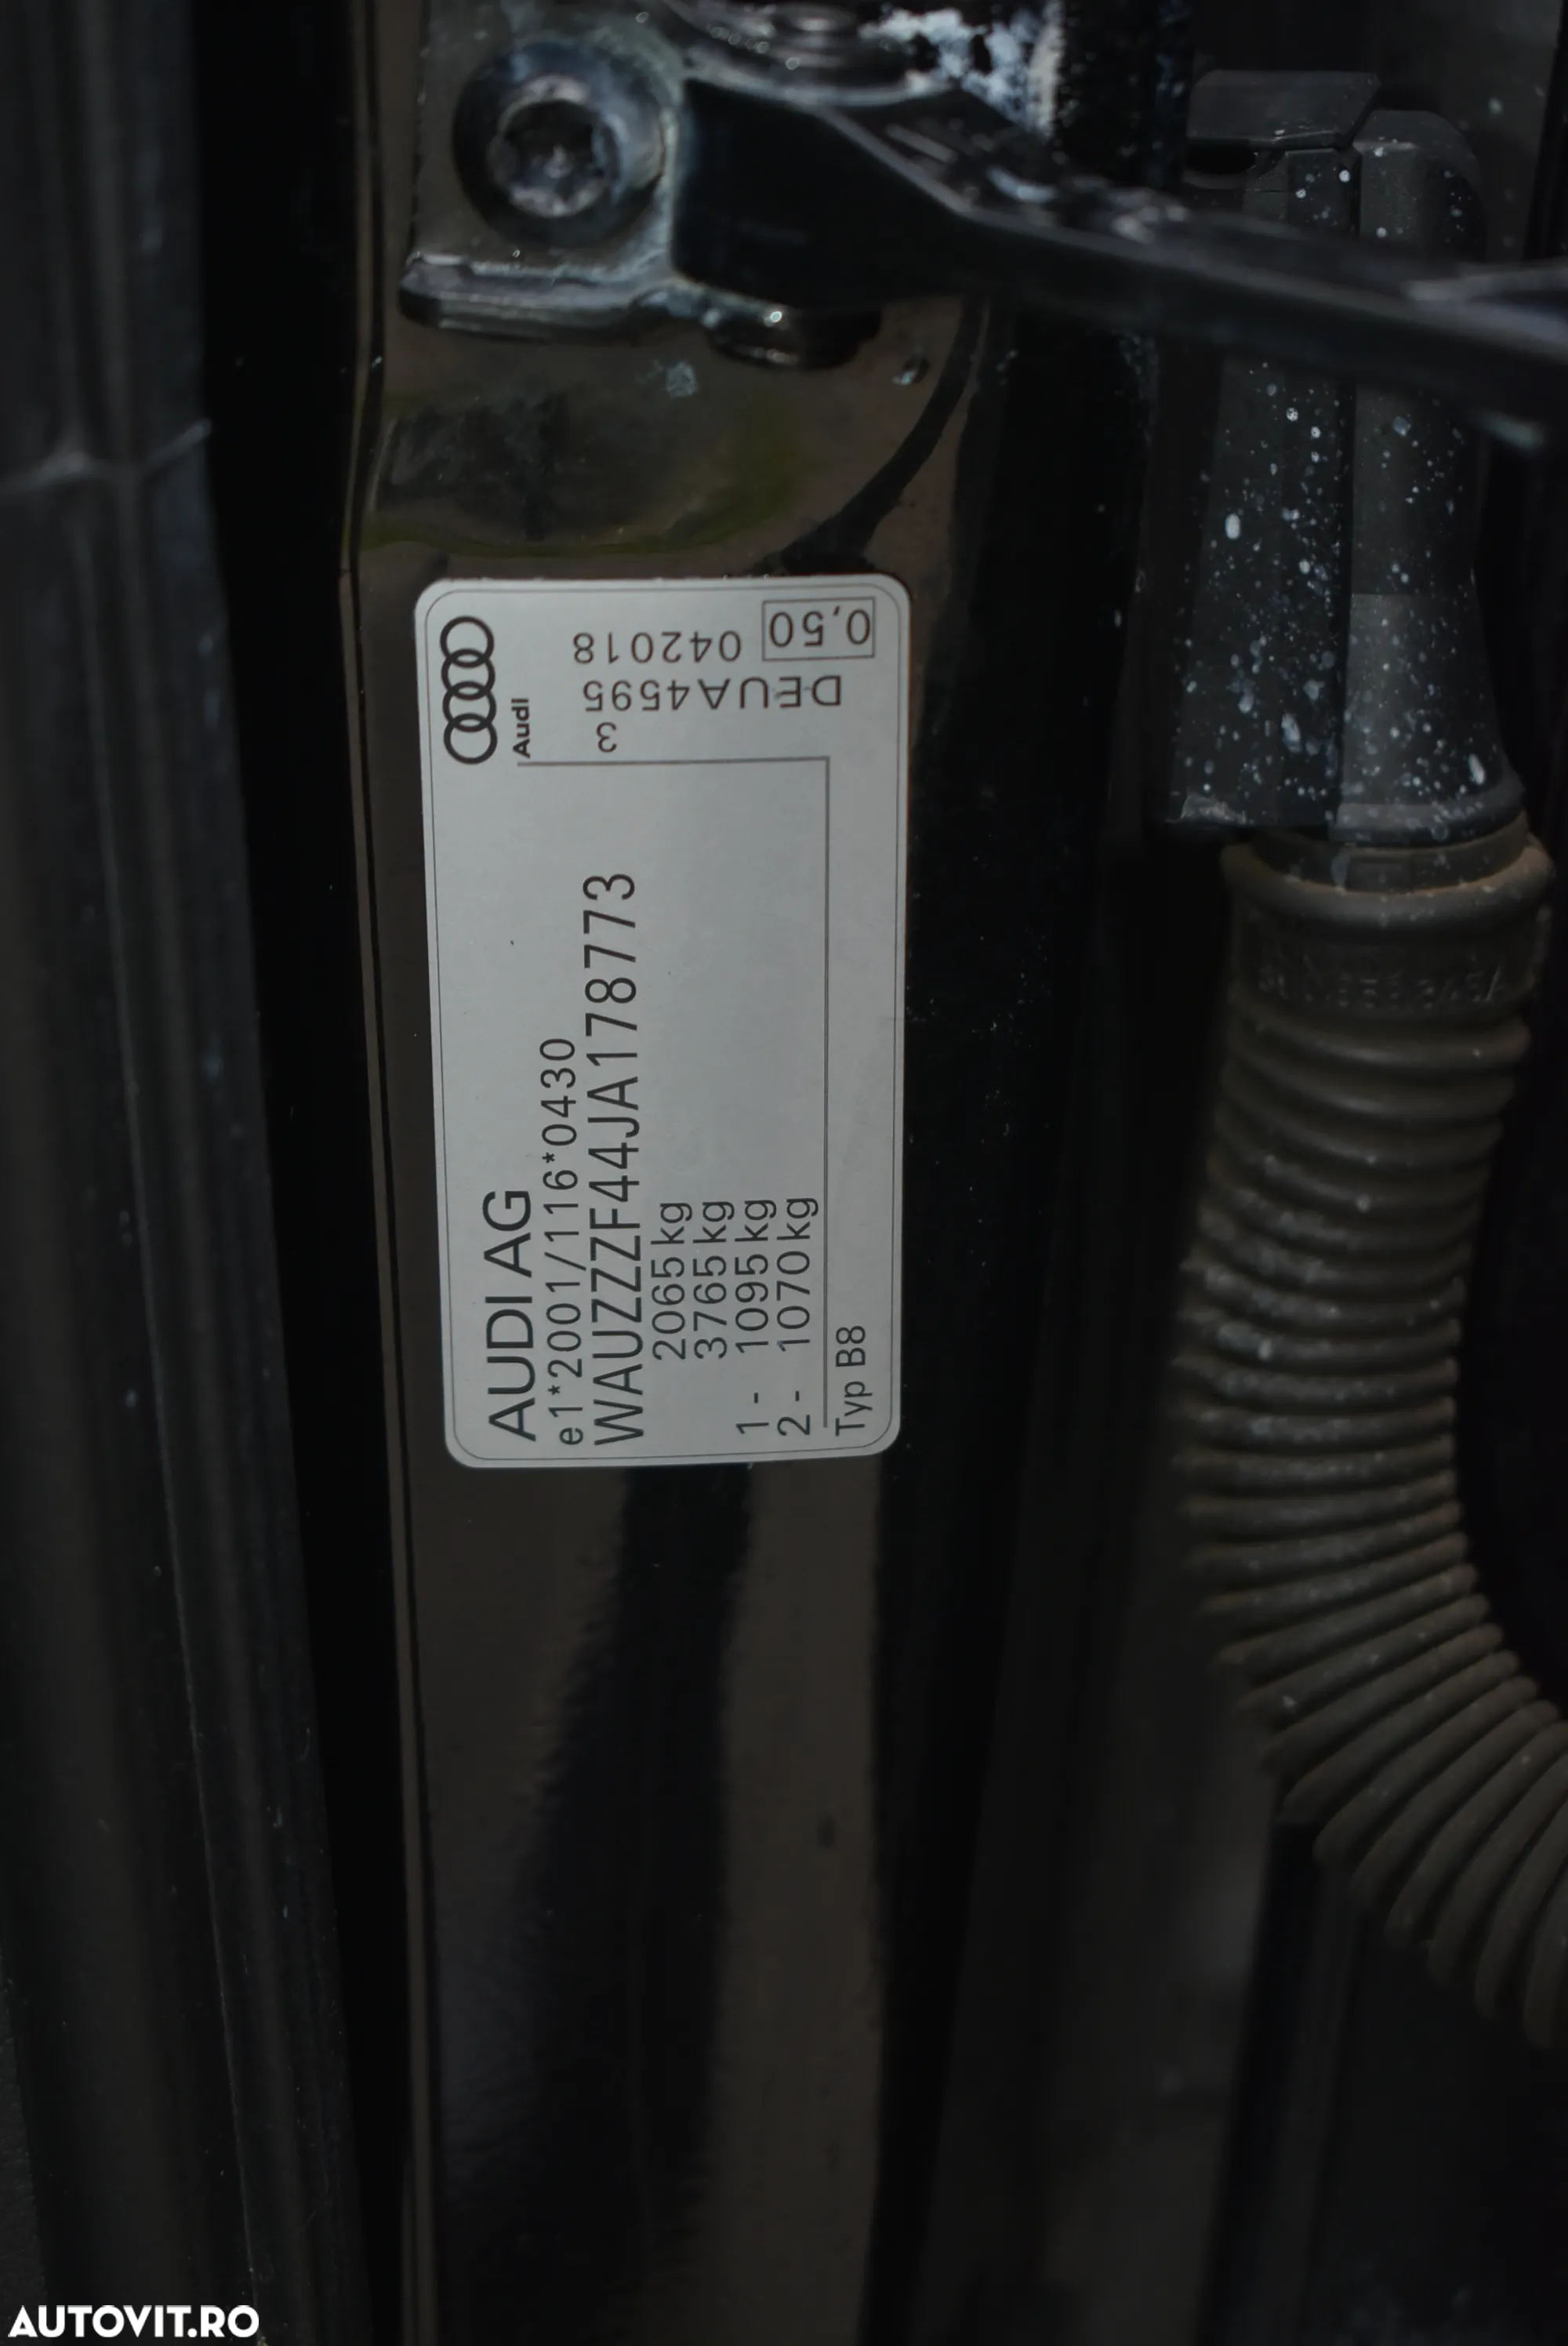 AUDI AG
e1*2001/116*0430
WAUZZZF44JA178773
2065 kg
3765 kg
1 - 1095 kg
2 - 1070 kg
Typ B8
Audi
0,50
042018
DEUA4595
3
AUTOVIT.RO